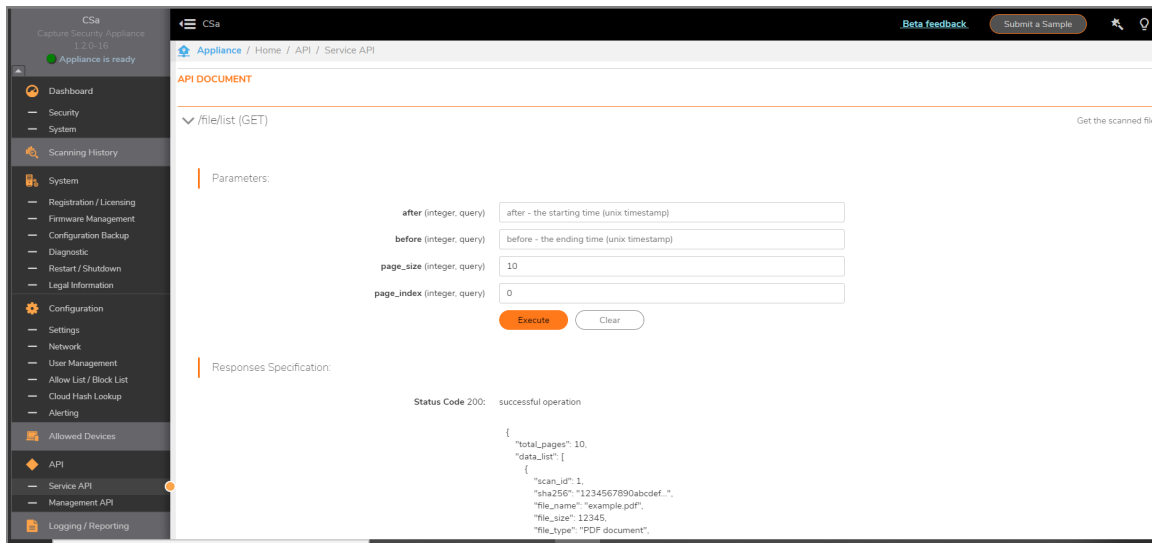 CSa
Capture Security Appliance
1.2.0-16
Appliance is ready
Dashboard
Security
System
Scanning History
System
Registration / Licensing
Firmware Management
Configuration Backup
Diagnostic
Restart / Shutdown
Legal Information
Configuration
Settings
Network
User Management
Allow List / Block List
Cloud Hash Lookup
Alerting
Allowed Devices
API
Service API
Management API
Logging / Reporting
CSa
Beta feedback
Submit a Sample
Appliance / Home / API / Service API
API DOCUMENT
/file/list (GET)
Get the scanned file
Parameters:
after (integer, query) after - the starting time (unix timestamp)
before (integer, query) before - the ending time (unix timestamp)
page_size (integer, query) 10
page_index (integer, query) 0
Execute Clear
Responses Specification:
Status Code 200: successful operation
{
"total_pages": 10,
"data_list": [
{
"scan_id": 1,
"sha256": "1234567890abcdef...",
"file_name": "example.pdf",
"file_size": 12345,
"file_type": "PDF document",